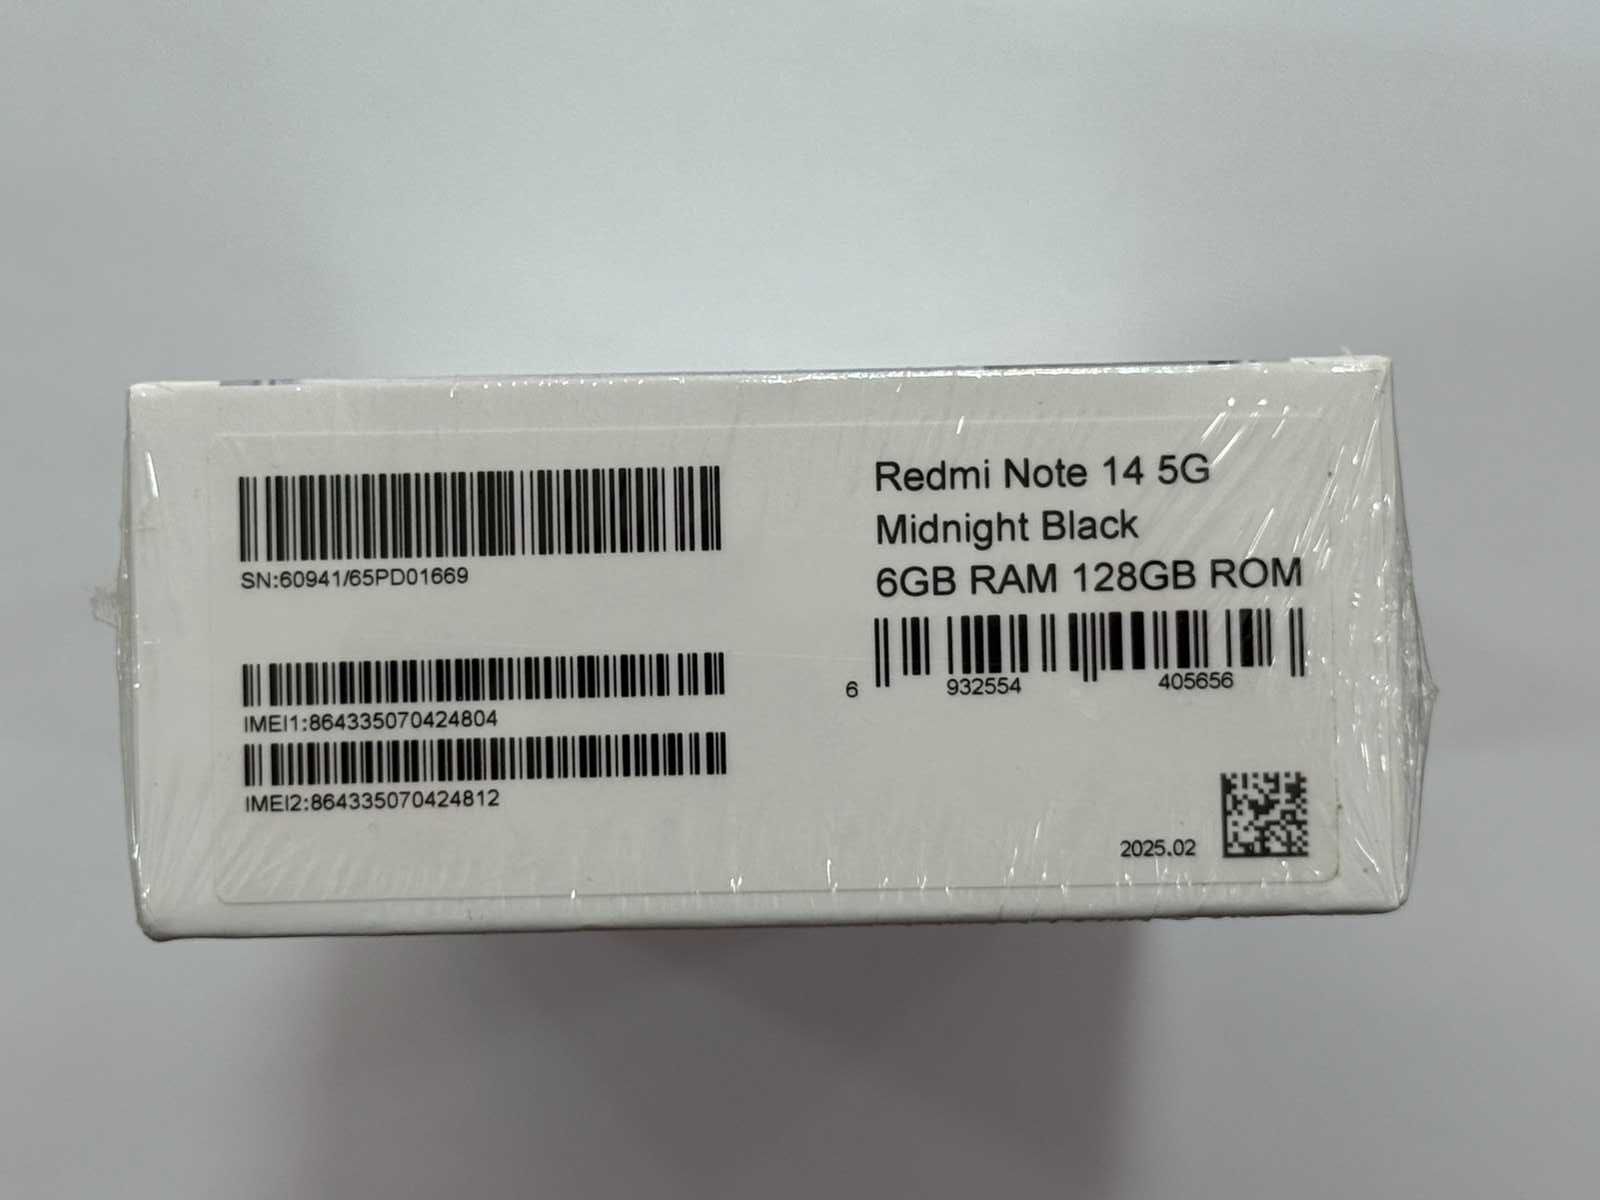 SN:60941/65PD01669
IMEI1:864335070424804
IMEI2:864335070424812
Redmi Note 14 5G
Midnight Black
6GB RAM 128GB ROM
6 932554 405656
2025.02